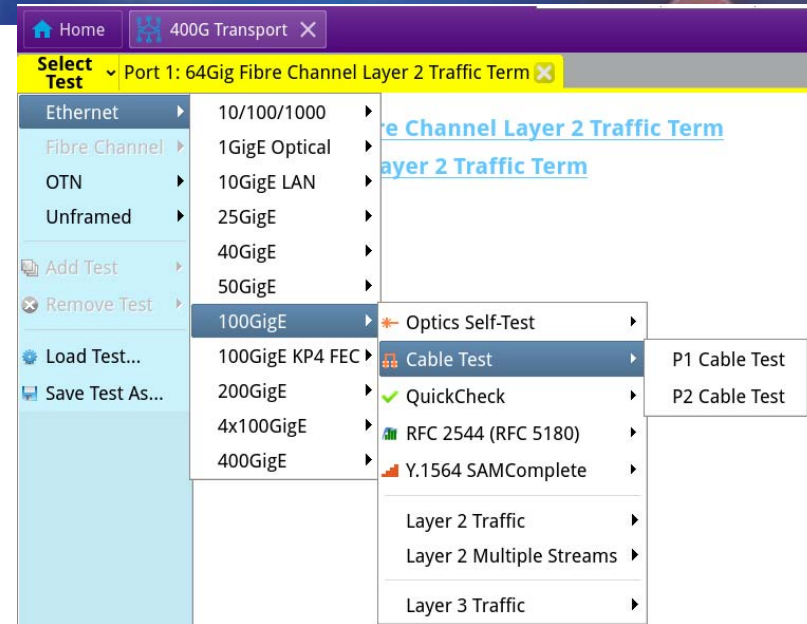 Home
400G Transport
Select Test
Port 1: 64Gig Fibre Channel Layer 2 Traffic Term
Ethernet
Fibre Channel
OTN
Unframed
Add Test
Remove Test
Load Test...
Save Test As...
10/100/1000
1GigE Optical
10GigE LAN
25GigE
40GigE
50GigE
100GigE
100GigE KP4 FEC
200GigE
4x100GigE
400GigE
re Channel Layer 2 Traffic Term
ayer 2 Traffic Term
Optics Self-Test
Cable Test
QuickCheck
RFC 2544 (RFC 5180)
Y.1564 SAMComplete
Layer 2 Traffic
Layer 2 Multiple Streams
Layer 3 Traffic
P1 Cable Test
P2 Cable Test